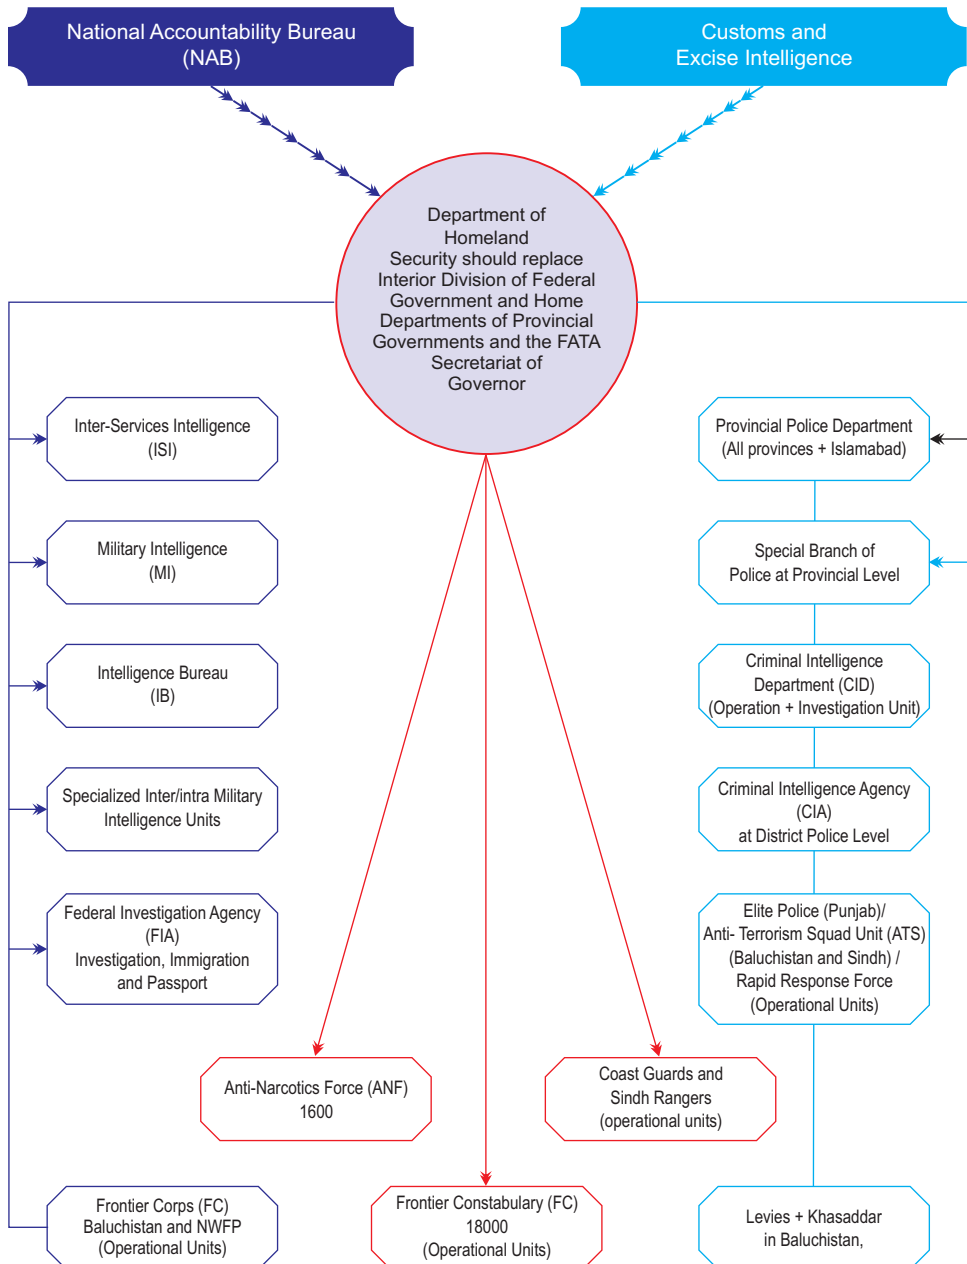 National Accountability Bureau
(NAB)
Customs and
Excise Intelligence
Department of
Homeland
Security should replace
Interior Division of Federal
Government and Home
Departments of Provincial
Governments and the FATA
Secretariat of
Governor
Inter-Services Intelligence
(ISI)
Military Intelligence
(MI)
Intelligence Bureau
(IB)
Specialized Inter/intra Military
Intelligence Units
Federal Investigation Agency
(FIA)
Investigation, Immigration
and Passport
Frontier Corps (FC)
Baluchistan and NWFP
(Operational Units)
Anti-Narcotics Force (ANF)
1600
Frontier Constabulary (FC)
18000
(Operational Units)
Coast Guards and
Sindh Rangers
(operational units)
Provincial Police Department
(All provinces + Islamabad)
Special Branch of
Police at Provincial Level
Criminal Intelligence
Department (CID)
(Operation + Investigation Unit)
Criminal Intelligence Agency
(CIA)
at District Police Level
Elite Police (Punjab)/
Anti- Terrorism Squad Unit (ATS)
(Baluchistan and Sindh) /
Rapid Response Force
(Operational Units)
Levies + Khasaddar
in Baluchistan,